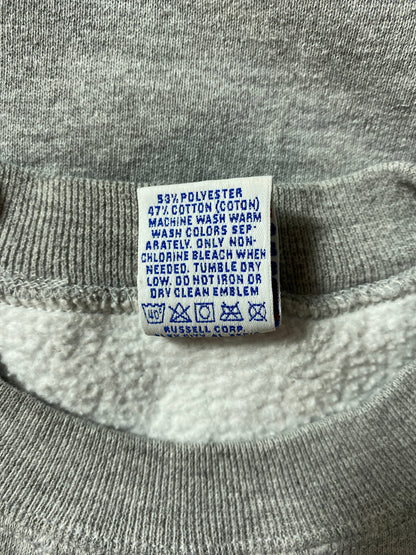 53% POLYESTER
47% COTTON (COTON)
MACHINE WASH WARM
WASH COLORS SEP-
ARATELY. ONLY NON-
CHLORINE BLEACH WHEN
NEEDED. TUMBLE DRY
LOW. DO NOT IRON OR
DRY CLEAN EMBLEM
40°
RUSSELL CORP.